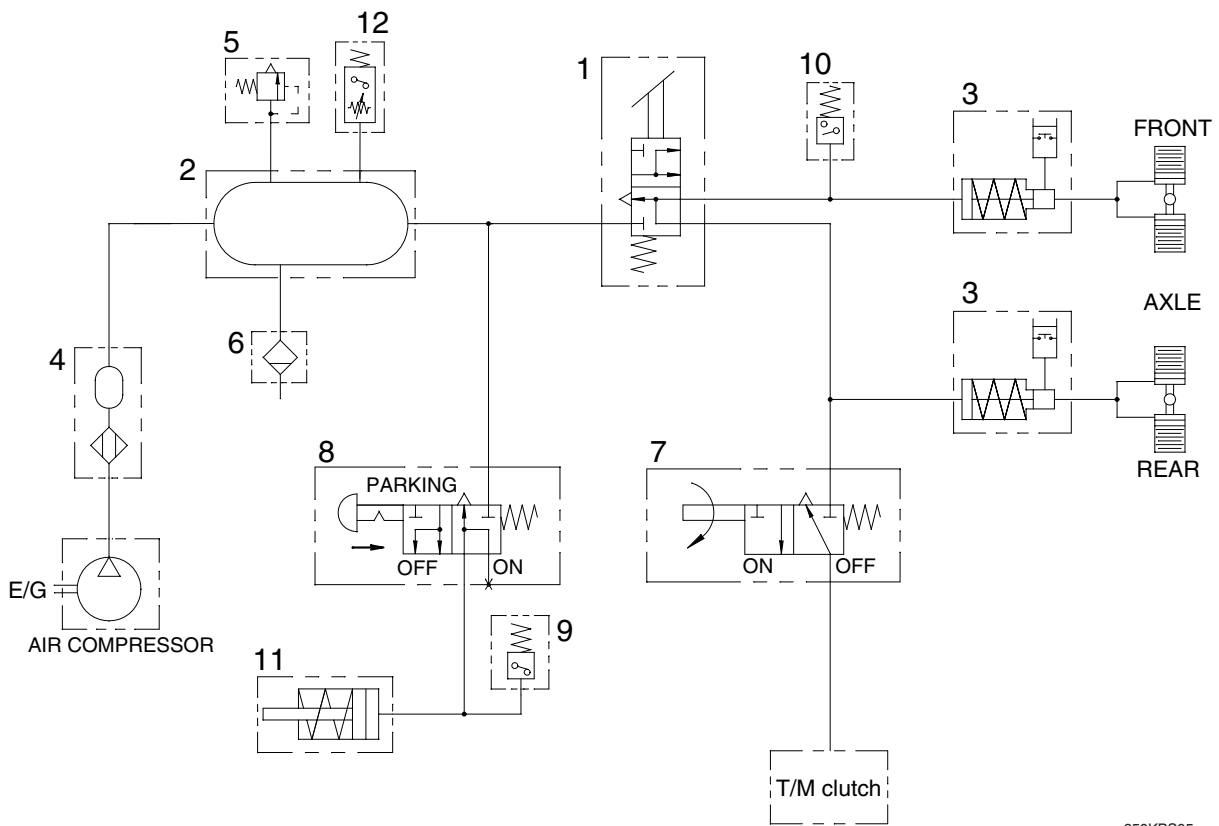 12
5
1
10
3
FRONT
2
3
AXLE
6
4
8
7
REAR
PARKING
OFF
ON
ON
OFF
E/G
9
AIR COMPRESSOR
11
T/M clutch